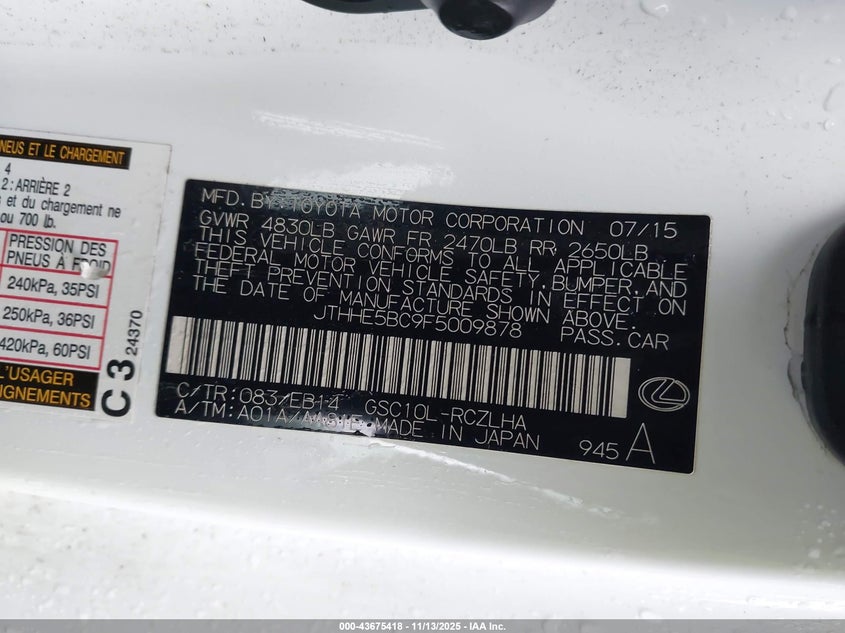 NEUS ET LE CHARGEMENT
4
2: ARRIÈRE 2
s et du chargement ne
ou 700 lb.
PRESSION DES
PNEUS À FROID
240kPa, 35PSI
250kPa, 36PSI
420kPa, 60PSI
L'USAGER
IGNEMENTS
C3 24370
MFD. BY: TOYOTA MOTOR CORPORATION 07/15
GVWR 4830LB GAWR FR 2470LB RR 2650LB
THIS VEHICLE CONFORMS TO ALL APPLICABLE
FEDERAL MOTOR VEHICLE SAFETY, BUMPER, AND
THEFT PREVENTION STANDARDS IN EFFECT ON
THE DATE OF MANUFACTURE SHOWN ABOVE.
JTHHE5BC9F5009878 PASS.CAR
C/TR:083/EB14 GSC10L-RCZLHA
A/TM:A01A/ MADE IN JAPAN
945 A
000-43675418 - 11/13/2025 - IAA Inc.